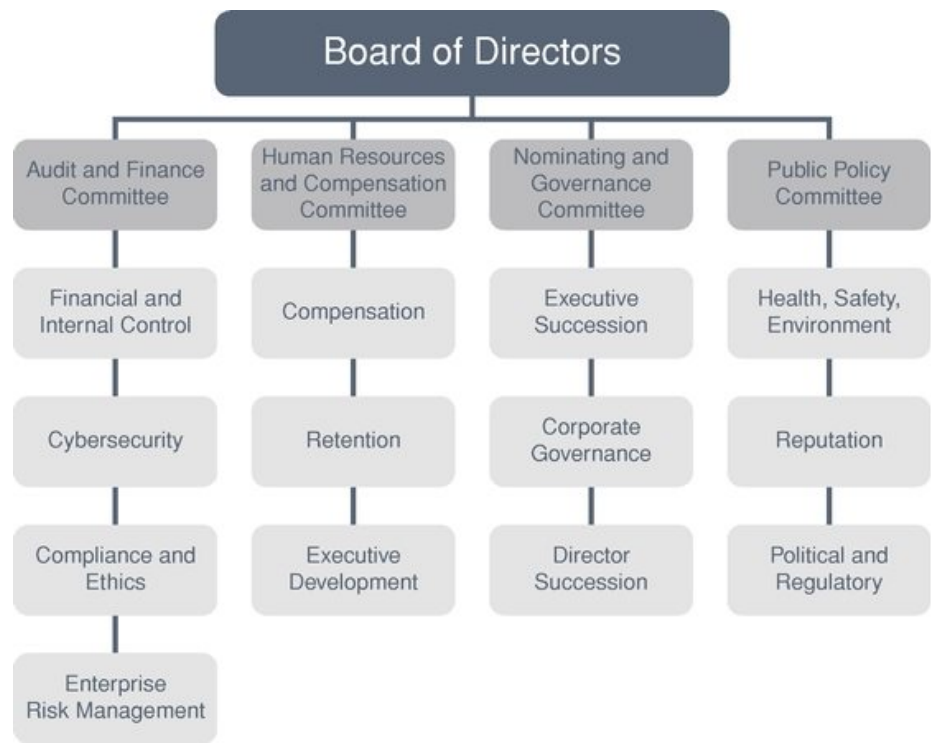 Board of Directors
Audit and Finance
Committee
Human Resources
and Compensation
Committee
Nominating and
Governance
Committee
Public Policy
Committee
Financial and
Internal Control
Compensation
Executive
Succession
Health, Safety,
Environment
Cybersecurity
Retention
Corporate
Governance
Reputation
Compliance and
Ethics
Executive
Development
Director
Succession
Political and
Regulatory
Enterprise
Risk Management